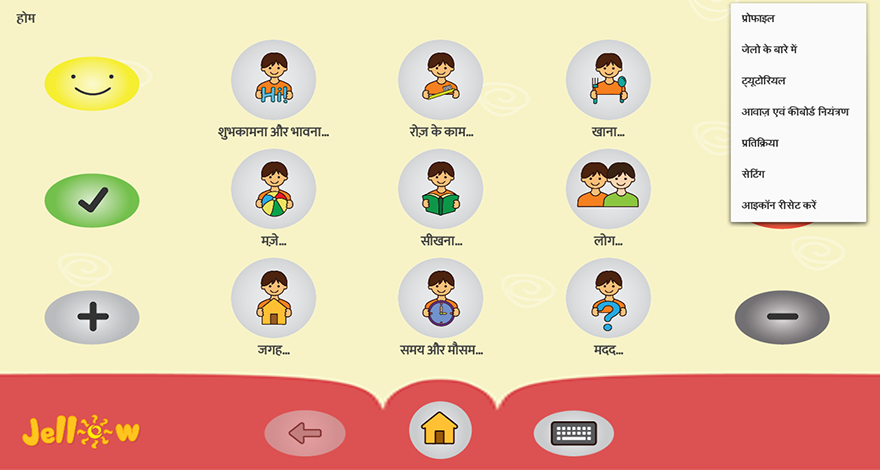 होम
प्रोफाइल
जेलो के बारे में
ट्यूटोरियल
आवाज़ एवं कीबोर्ड नियंत्रण
प्रतिक्रिया
सेटिंग
आइकॉन रीसेट करें
HI!
शुभकामना और भावना...
रोज़ के काम...
खाना...
मज़े...
सीखना...
लोग...
जगह...
समय और मौसम...
मदद...
Jellow